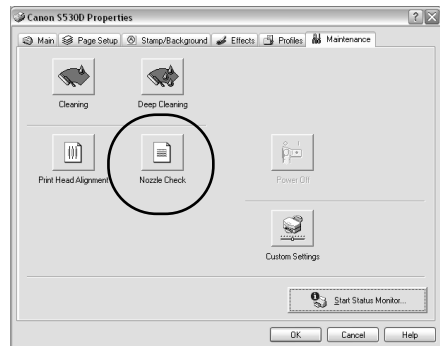 Canon S530D Properties
Main Page Setup Stamp/Background Effects Profiles Maintenance
Cleaning Deep Cleaning
Print Head Alignment Nozzle Check Power Off
Custom Settings
Start Status Monitor...
OK Cancel Help